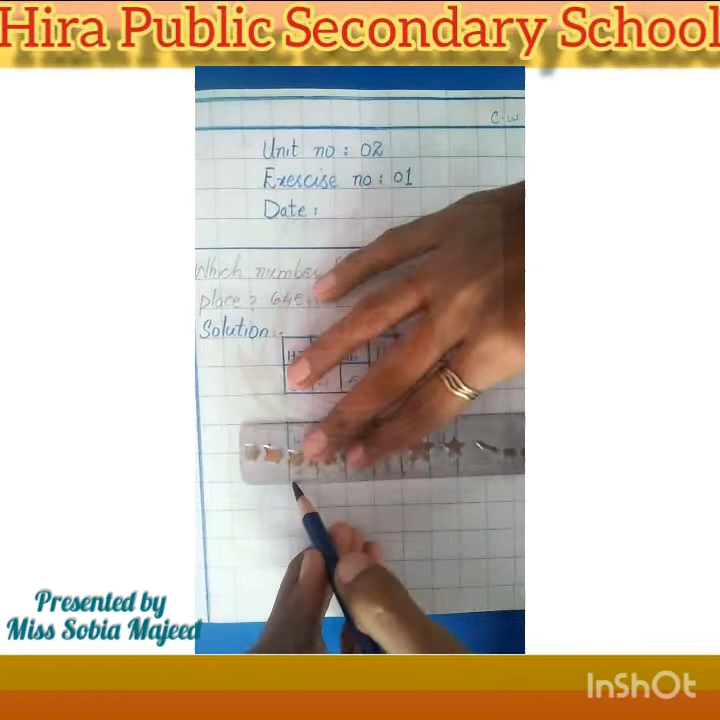 Hira Public Secondary School
C.W
Unit no : 02
Exercise no : 01
Date :
Which number
place ? 645
Solution :-
Presented by
Miss Sobia Majeed
InShOt